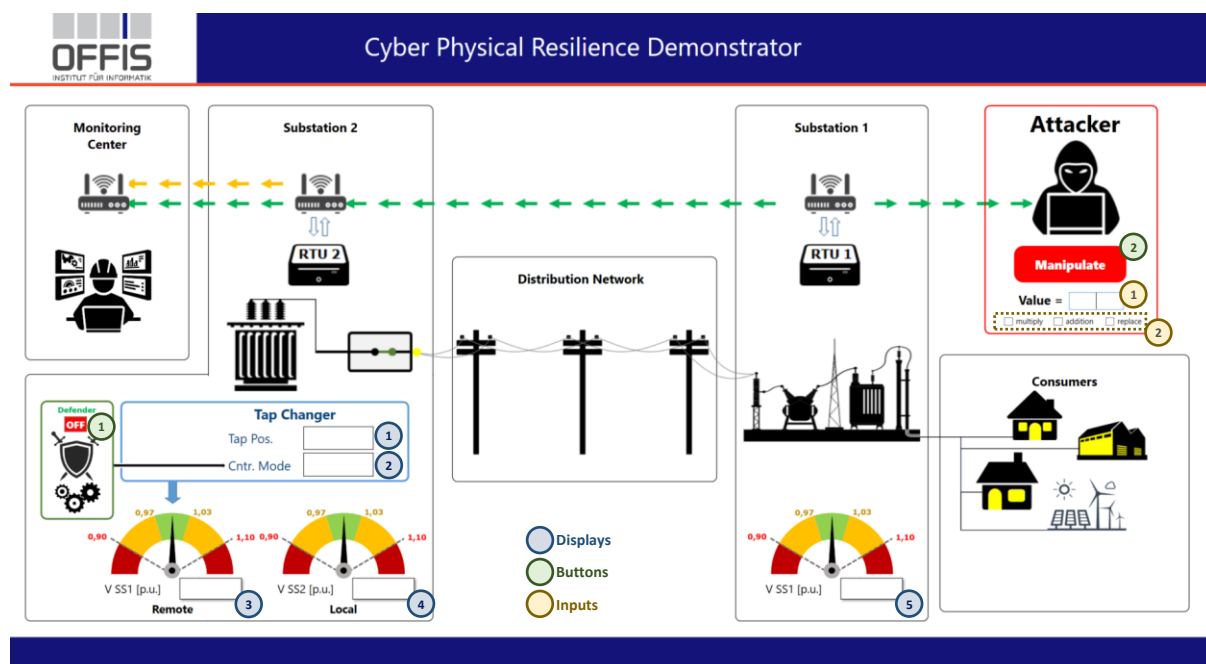 OFFIS
INSTITUT FÜR INFORMATIK
Cyber Physical Resilience Demonstrator
Monitoring
Center
Substation 2
RTU 2
Distribution Network
Substation 1
RTU 1
Attacker
Manipulate
2
Value =
1
multiply
addition
replace
2
Consumers
Defender
OFF
1
Tap Changer
Tap Pos.
1
Cntr. Mode
2
0,90
0,97
1,03
1,10
V SS1 [p.u.]
3
Remote
0,90
0,97
1,03
1,10
V SS2 [p.u.]
4
Local
Displays
Buttons
Inputs
0,90
0,97
1,03
1,10
V SS1 [p.u.]
5